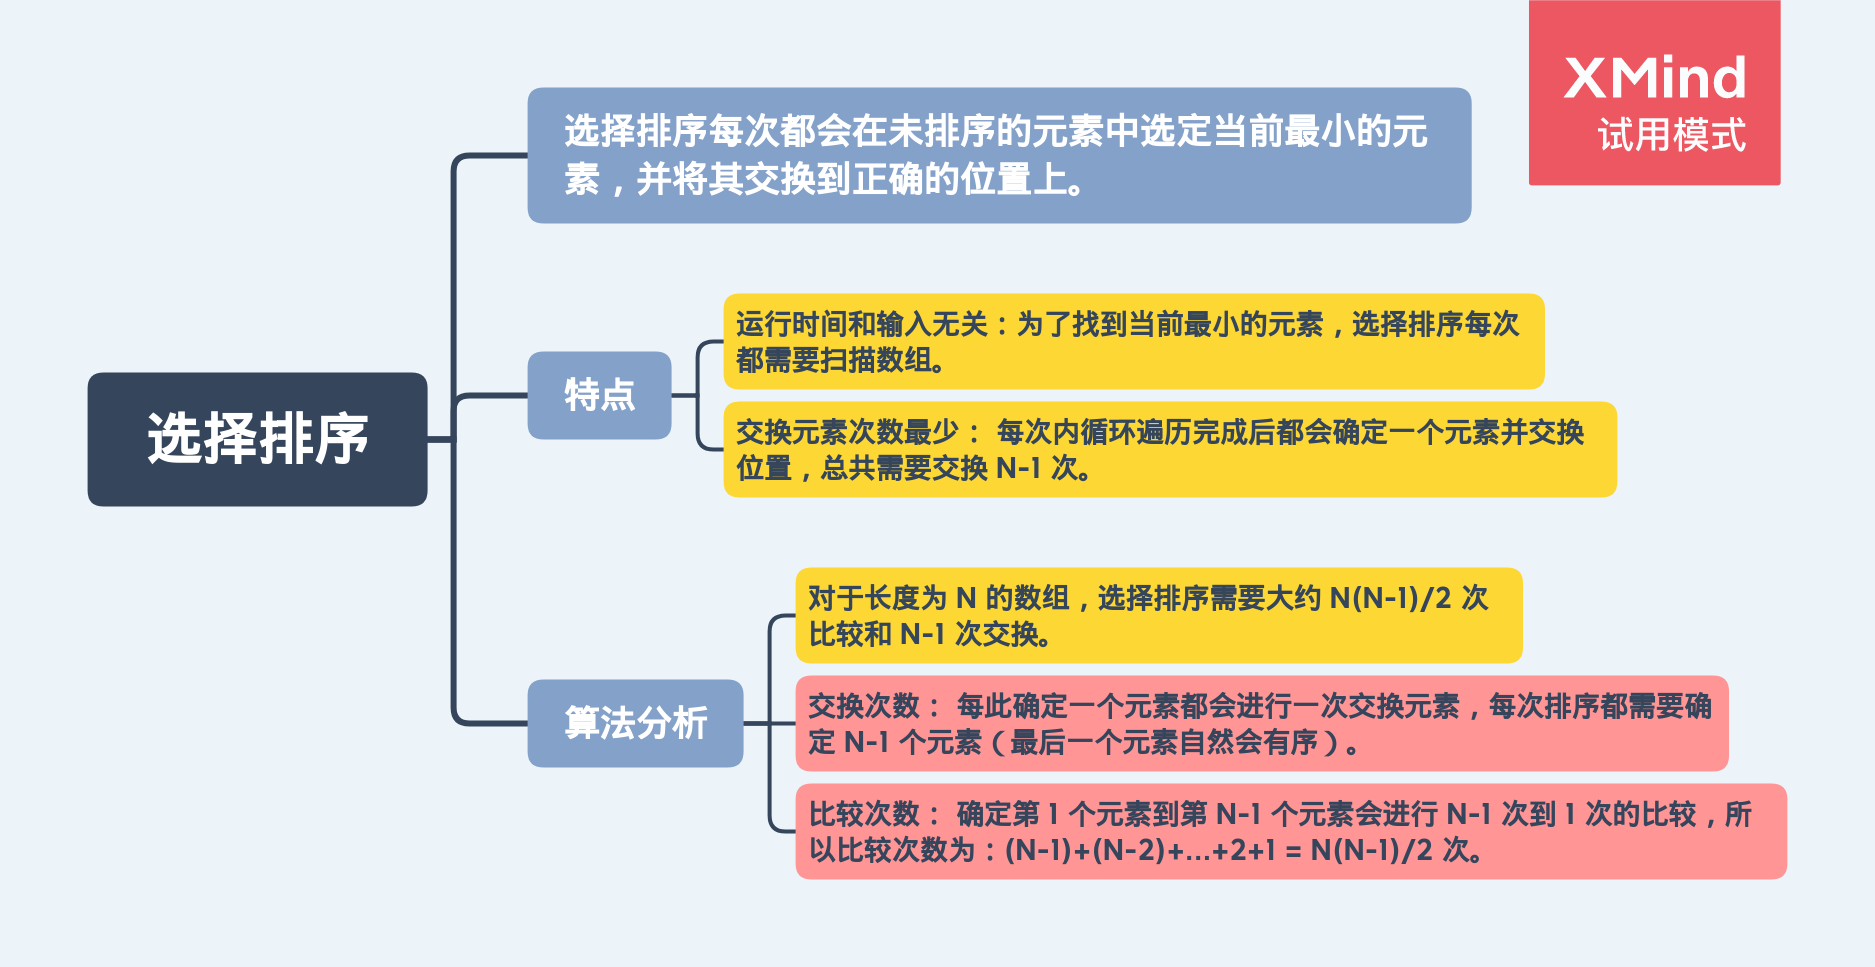 XMind
试用模式
选择排序每次都会在未排序的元素中选定当前最小的元
素，并将其交换到正确的位置上。
选择排序
特点
运行时间和输入无关：为了找到当前最小的元素，选择排序每次
都需要扫描数组。
交换元素次数最少： 每次内循环遍历完成后都会确定一个元素并交换
位置，总共需要交换 N-1 次。
算法分析
对于长度为 N 的数组，选择排序需要大约 N(N-1)/2 次
比较和 N-1 次交换。
交换次数： 每此确定一个元素都会进行一次交换元素，每次排序都需要确
定 N-1 个元素（最后一个元素自然会有序）。
比较次数： 确定第 1 个元素到第 N-1 个元素会进行 N-1 次到 1 次的比较，所
以比较次数为：(N-1)+(N-2)+...+2+1 = N(N-1)/2 次。